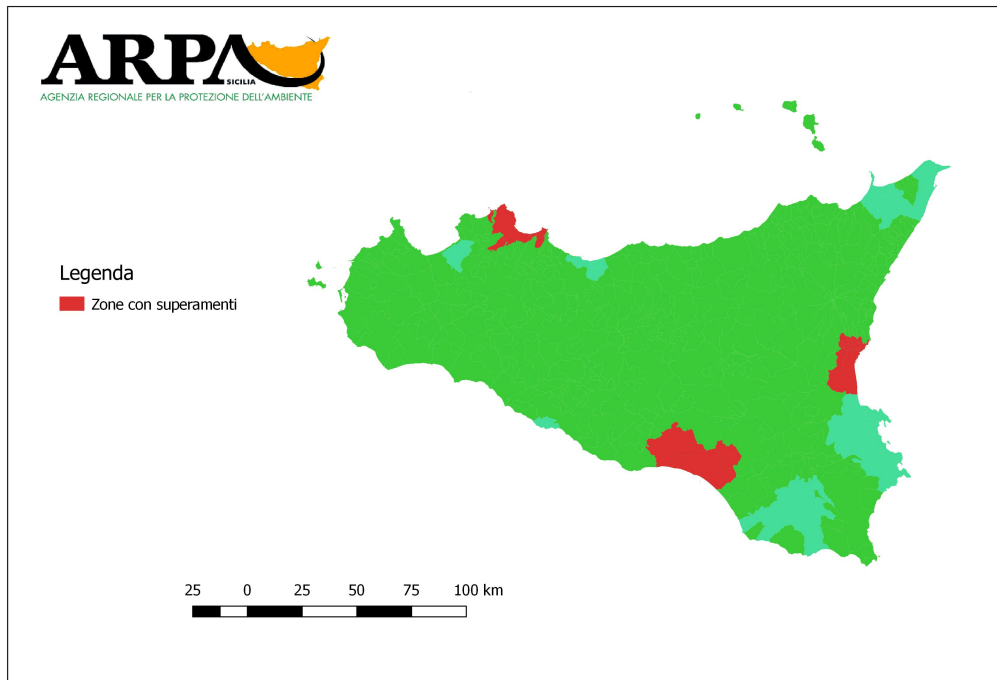 ARPA
SICILIA
AGENZIA REGIONALE PER LA PROTEZIONE DELL'AMBIENTE
Legenda
Zone con superamenti
25 0 25 50 75 100 km